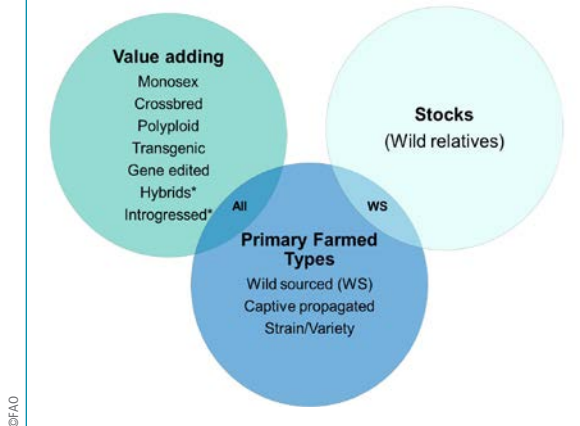 Value adding
Monosex
Crossbred
Polyploid
Transgenic
Gene edited
Hybrids*
Introgressed*
Stocks
(Wild relatives)
All
WS
Primary Farmed
Types
Wild sourced (WS)
Captive propagated
Strain/Variety
©FAO